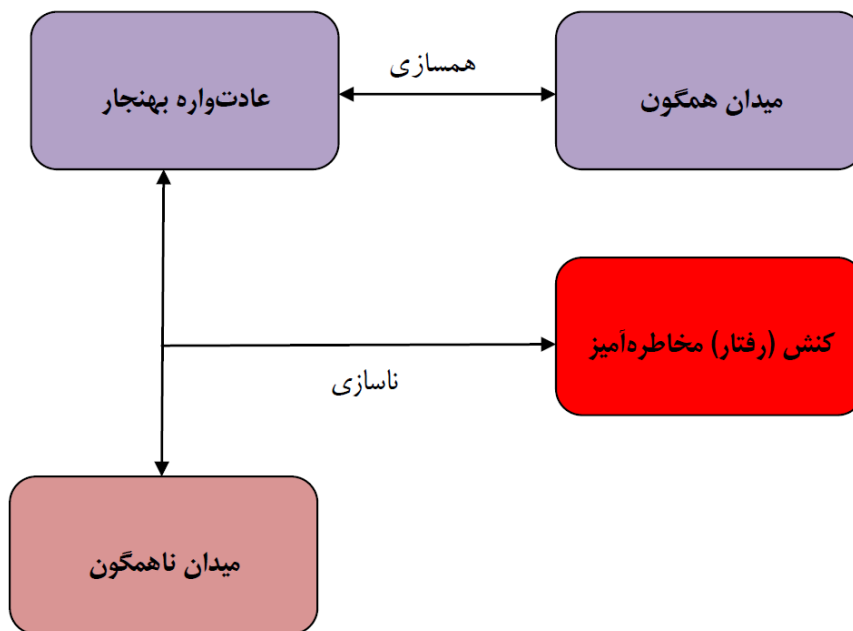 میدان همگون
همسازی
عادت‌واره بهنجار
کنش (رفتار) مخاطره‌آمیز
ناسازی
میدان ناهمگون